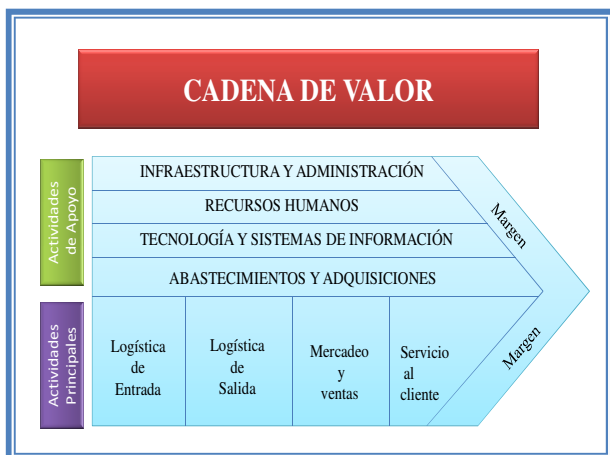 CADENA DE VALOR
Actividades
de Apoyo
INFRAESTRUCTURA Y ADMINISTRACIÓN
RECURSOS HUMANOS
TECNOLOGÍA Y SISTEMAS DE INFORMACIÓN
ABASTECIMIENTOS Y ADQUISICIONES
Margen
Actividades
Principales
Logística
de
Entrada
Logística
de
Salida
Mercadeo
y
ventas
Servicio
al
cliente
Margen